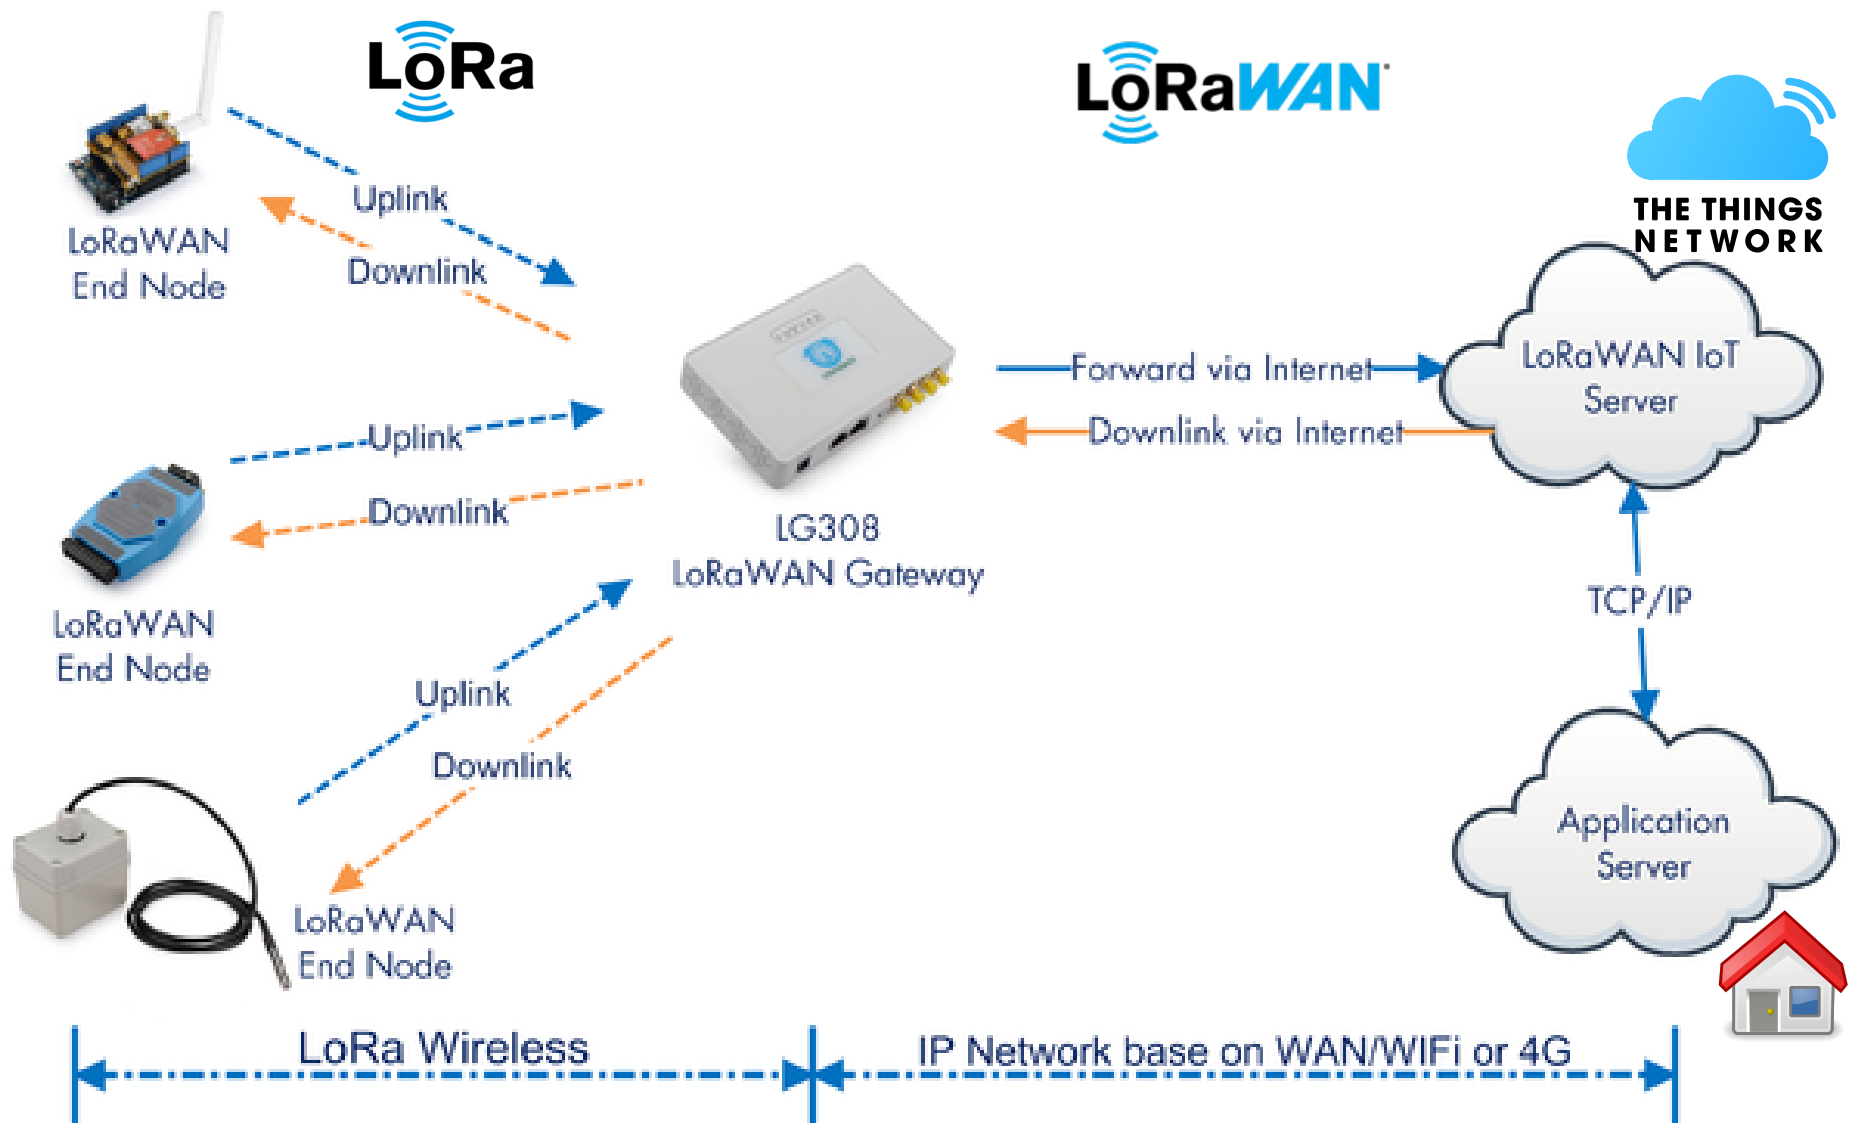 LoRa
LoRaWAN
THE THINGS
NETWORK
Uplink
Downlink
LoRaWAN
End Node
Uplink
Downlink
LoRaWAN
End Node
Uplink
Downlink
LoRaWAN
End Node
LG308
LoRaWAN Gateway
Forward via Internet
Downlink via Internet
LoRaWAN IoT
Server
TCP/IP
Application
Server
LoRa Wireless
IP Network base on WAN/WIFi or 4G